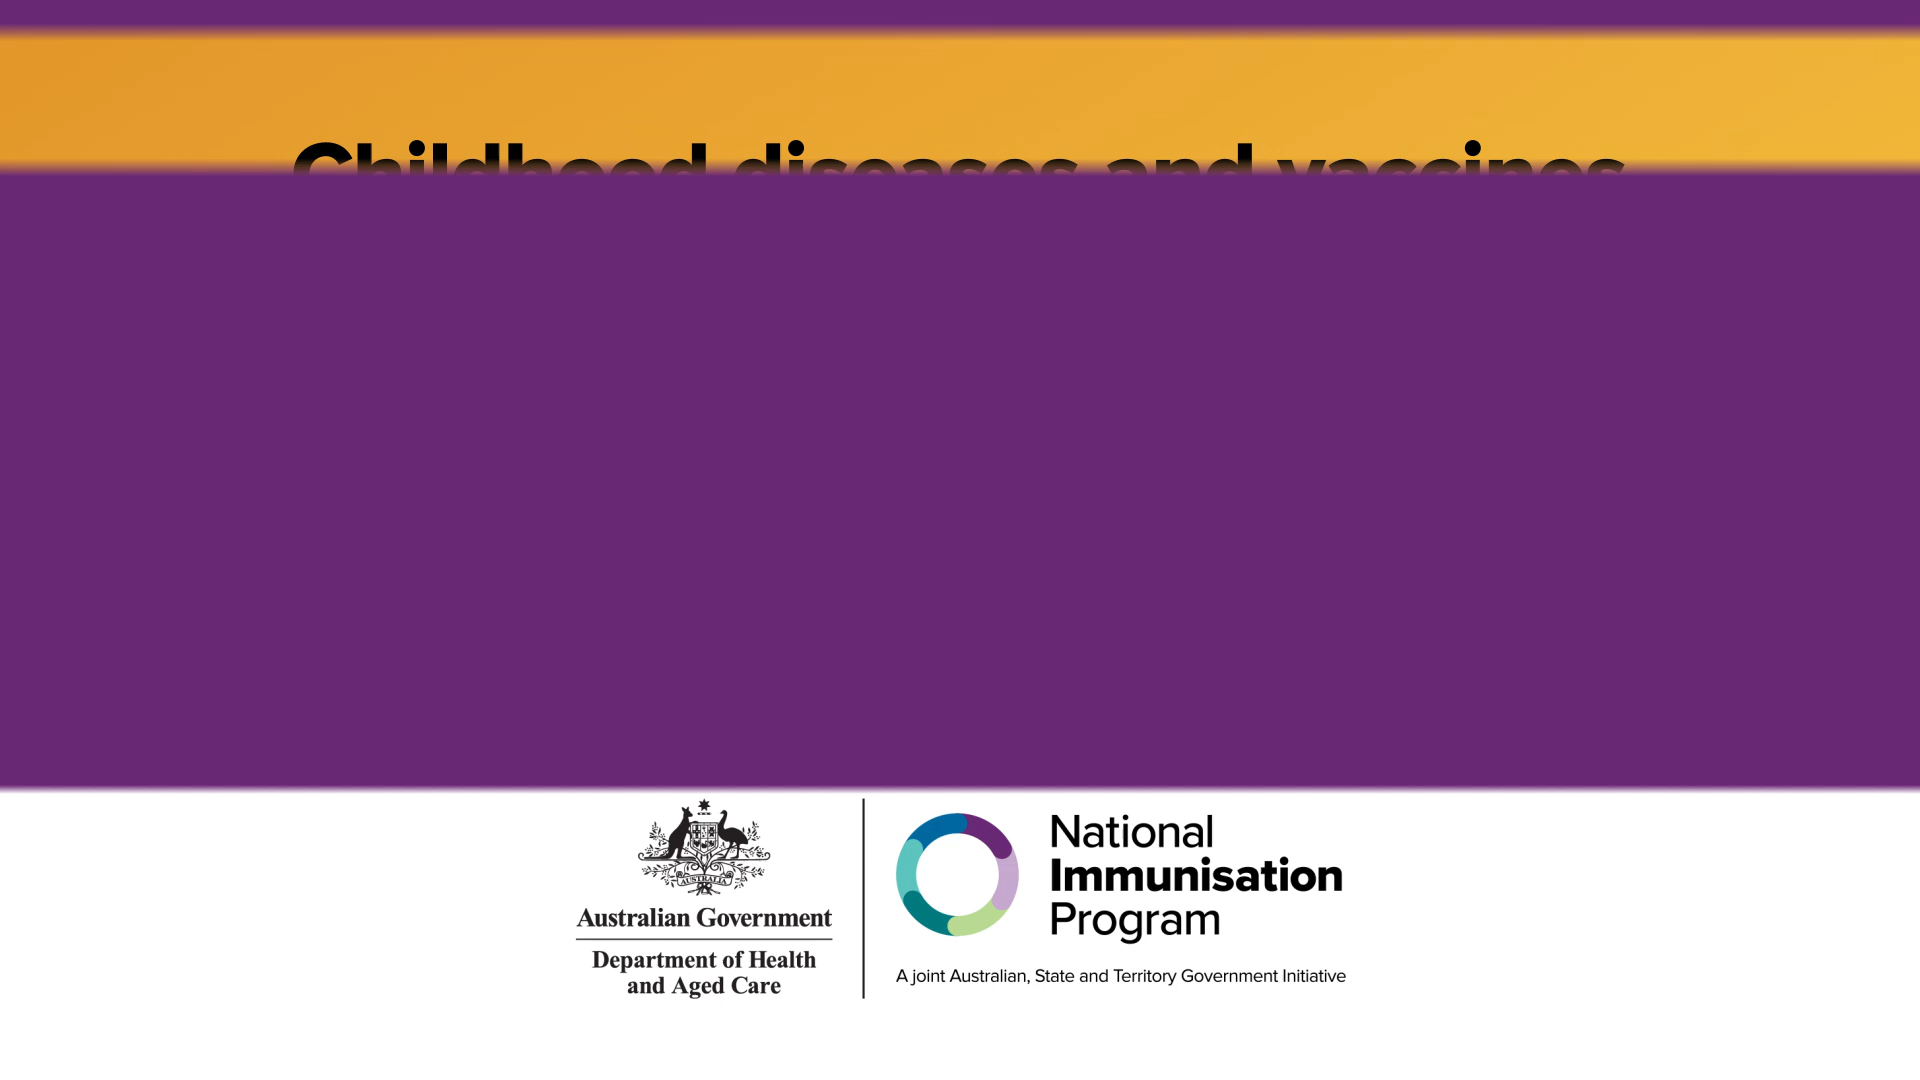 Childhood diseases and vaccines
AUSTRALIA
Australian Government
Department of Health
and Aged Care
National
Immunisation
Program
A joint Australian, State and Territory Government Initiative